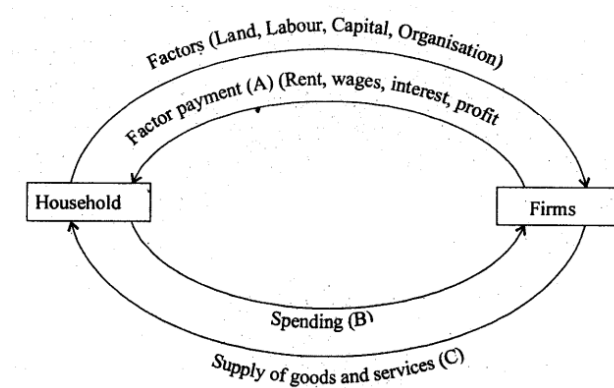 Factors (Land, Labour, Capital, Organisation)
Factor payment (A) (Rent, wages, interest, profit
Household
Firms
Spending (B)
Supply of goods and services (C)